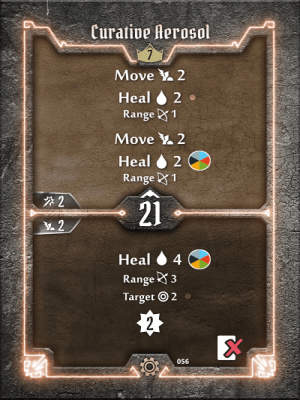 Curative Aerosol
7
Move 2
Heal 2
Range 1
Move 2
Heal 2
Range 1
2
21
2
Heal 4
Range 3
Target 2
2
056